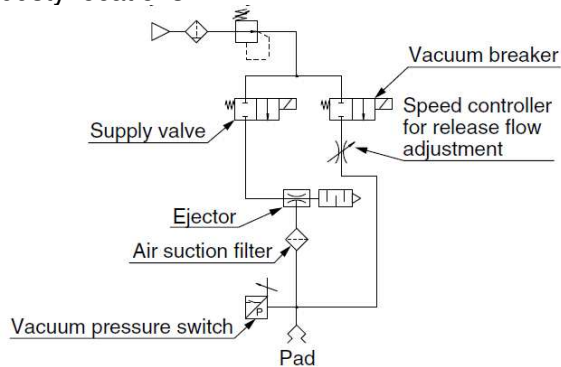 Vacuum breaker
Supply valve
Speed controller
for release flow
adjustment
Ejector
Air suction filter
P
Vacuum pressure switch
Pad